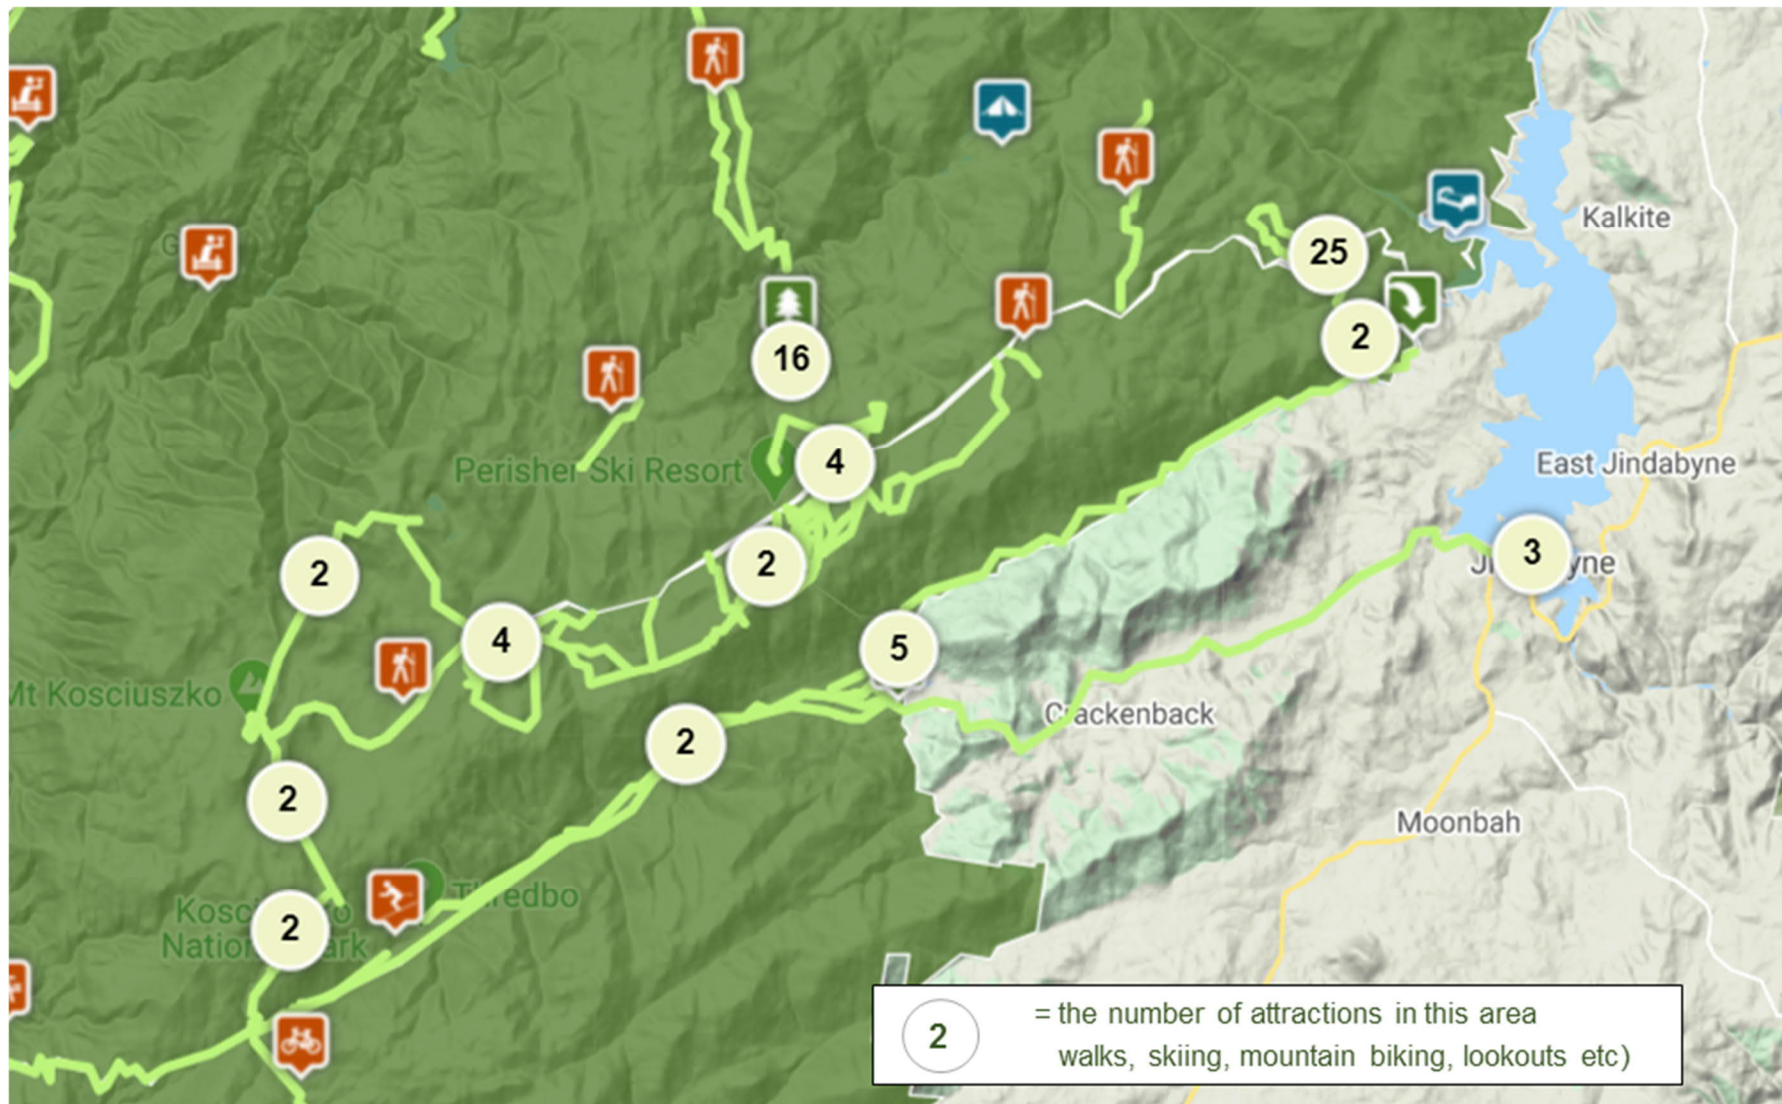 Kalkite
25
2
16
4
Perisher Ski Resort
East Jindabyne
3
2
2
4
5
Mt Kosciuszko
2
Crackenback
2
Moonbah
Thredbo
2
= the number of attractions in this area
2
walks, skiing, mountain biking, lookouts etc)